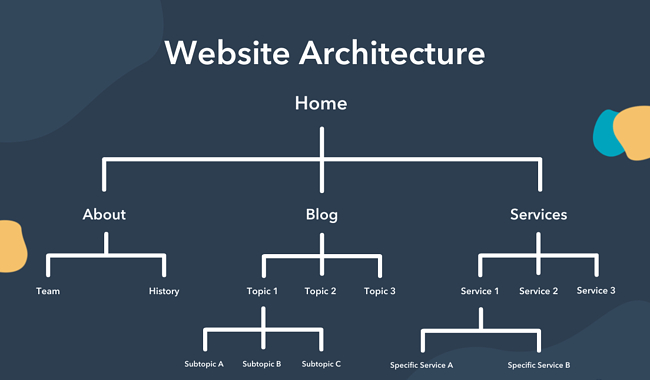 Website Architecture
Home
About
Blog
Services
Team
History
Topic 1
Topic 2
Topic 3
Service 1
Service 2
Service 3
Subtopic A
Subtopic B
Subtopic C
Specific Service A
Specific Service B